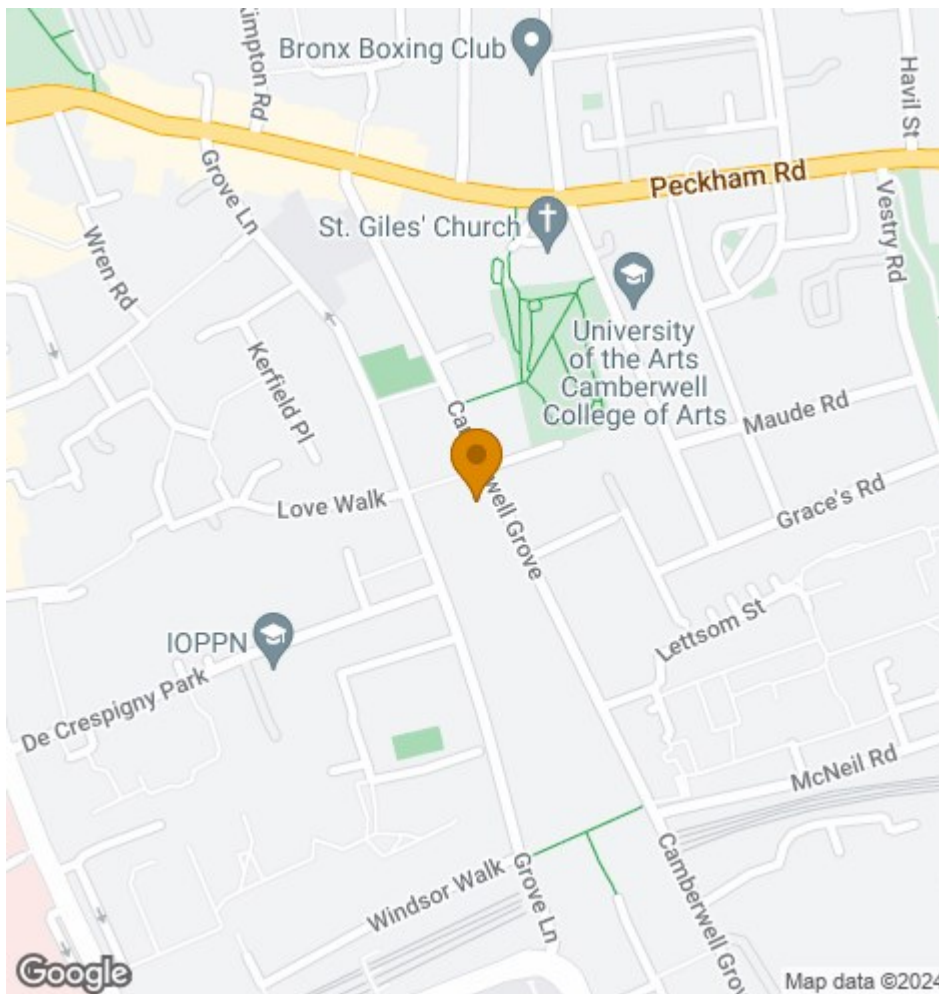 Kimpton Rd
Bronx Boxing Club
Havil St
Peckham Rd
Grove Ln
St. Giles' Church
Vestry Rd
Wren Rd
University
of the Arts
Camberwell
College of Arts
Kerfield Pl
Maude Rd
Love Walk
Grace's Rd
Lettsom St
IOPPN
De Crespigny Park
McNeil Rd
Windsor Walk
Grove Ln
Google
Map data ©2024